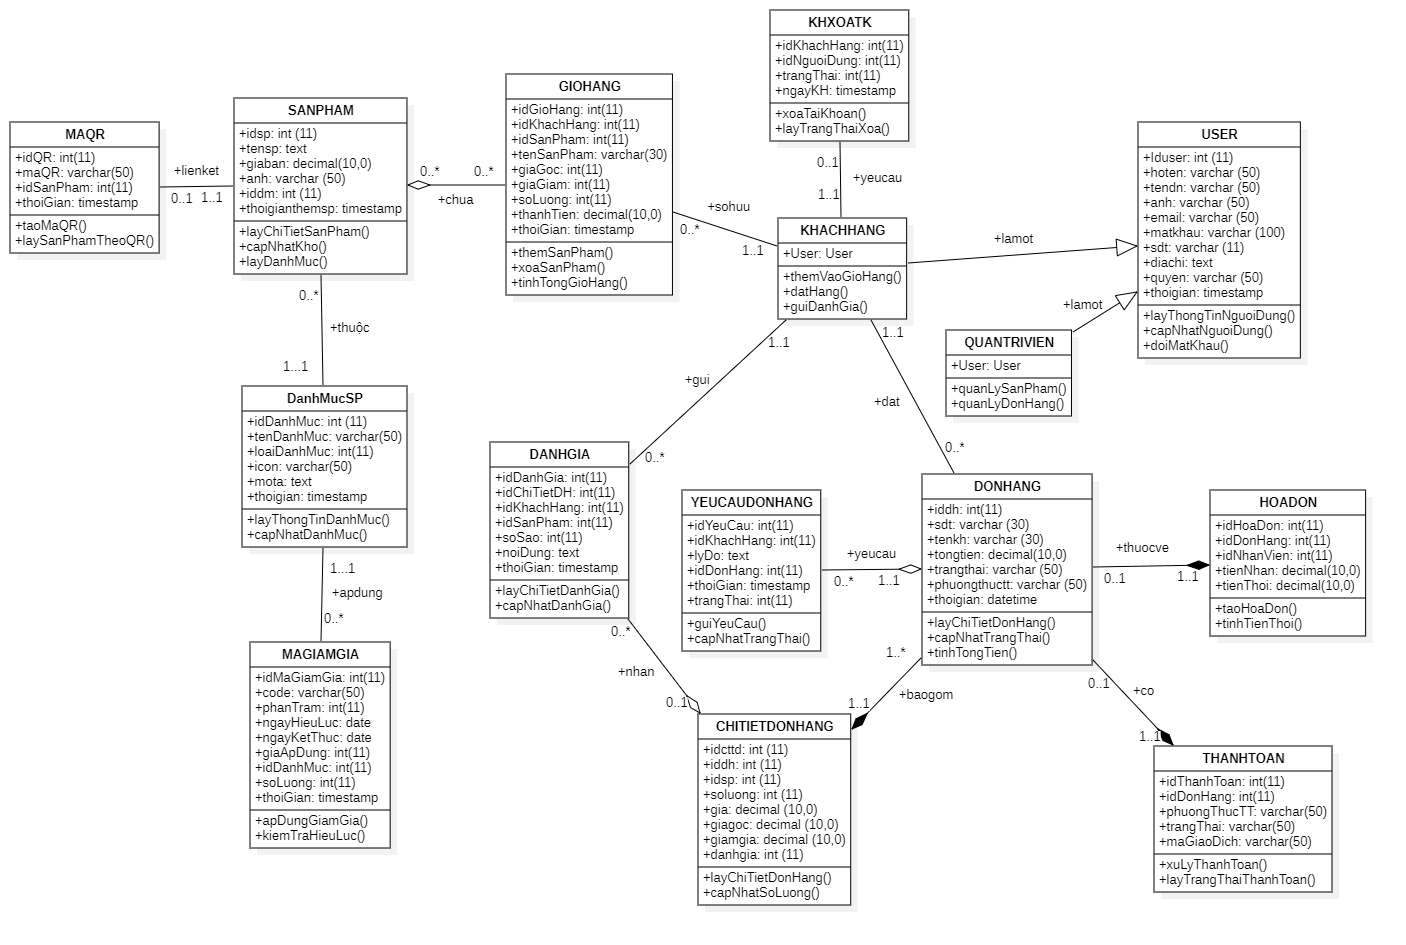 KHXOATK
+idKhachHang: int(11)
+idNguoiDung: int(11)
+trangThai: int(11)
+ngayKH: timestamp
+xoaTaiKhoan()
+layTrangThaiXoa()
GIOHANG
+idGioHang: int(11)
+idKhachHang: int(11)
+idSanPham: int(11)
+tenSanPham: varchar(30)
+giaGoc: int(11)
+giaGiam: int(11)
+soLuong: int(11)
+thanhTien: decimal(10,0)
+thoiGian: timestamp
+themSanPham()
+xoaSanPham()
+tinhTongGioHang()
SANPHAM
+idsp: int (11)
+tensp: text
+giaban: decimal(10,0)
+anh: varchar (50)
+iddm: int (11)
+thoigianthemsp: timestamp
+layChiTietSanPham()
+capNhatKho()
+layDanhMuc()
MAQR
+idQR: int(11)
+maQR: varchar(50)
+idSanPham: int(11)
+thoiGian: timestamp
+taoMaQR()
+laySanPhamTheoQR()
+lienket
0..1
1..1
0..*
0..*
+chua
+sohuu
0..*
1..1
0..1
+yeucau
1..1
USER
+Iduser: int (11)
+hoten: varchar (50)
+tendn: varchar (50)
+anh: varchar (50)
+email: varchar (50)
+matkhau: varchar (100)
+sdt: varchar (11)
+diachi: text
+quyen: varchar (50)
+thoigian: timestamp
+layThongTinNguoiDung()
+capNhatNguoiDung()
+doiMatKhau()
KHACHHANG
+User: User
+themVaoGioHang()
+datHang()
+guiDanhGia()
+lamot
+lamot
QUANTRIVIEN
+User: User
+quanLySanPham()
+quanLyDonHang()
0..*
+thuộc
1...1
1..1
+gui
0..*
1..1
+dat
0..*
DanhMucSP
+idDanhMuc: int (11)
+tenDanhMuc: varchar(50)
+loaiDanhMuc: int(11)
+icon: varchar(50)
+mota: text
+thoigian: timestamp
+layThongTinDanhMuc()
+capNhatDanhMuc()
1...1
+apdung
0..*
DANHGIA
+idDanhGia: int(11)
+idChiTietDH: int(11)
+idKhachHang: int(11)
+idSanPham: int(11)
+soSao: int(11)
+noiDung: text
+thoiGian: timestamp
+layChiTietDanhGia()
+capNhatDanhGia()
YEUCAUDONHANG
+idYeuCau: int(11)
+idKhachHang: int(11)
+lyDo: text
+idDonHang: int(11)
+thoiGian: timestamp
+trangThai: int(11)
+guiYeuCau()
+capNhatTrangThai()
+yeucau
0..*
1..1
DONHANG
+iddh: int(11)
+sdt: varchar (30)
+tenkh: varchar (30)
+tongtien: decimal(10,0)
+trangthai: varchar (50)
+phuongthuctt: varchar (50)
+thoigian: datetime
+layChiTietDonHang()
+capNhatTrangThai()
+tinhTongTien()
+thuocve
0..1
1..1
HOADON
+idHoaDon: int(11)
+idDonHang: int(11)
+idNhanVien: int(11)
+tienNhan: decimal(10,0)
+tienThoi: decimal(10,0)
+taoHoaDon()
+tinhTienThoi()
0..*
+nhan
0..1
1..*
+baogom
1..1
0..1
+co
1..1
MAGIAMGIA
+idMaGiamGia: int(11)
+code: varchar(50)
+phanTram: int(11)
+ngayHieuLuc: date
+ngayKetThuc: date
+giaApDung: int(11)
+idDanhMuc: int(11)
+soLuong: int(11)
+thoiGian: timestamp
+apDungGiamGia()
+kiemTraHieuLuc()
CHITIETDONHANG
+idcttd: int (11)
+iddh: int (11)
+idsp: int (11)
+soluong: int (11)
+gia: decimal (10,0)
+giagoc: decimal (10,0)
+giamgia: decimal (10,0)
+danhgia: int (11)
+layChiTietDonHang()
+capNhatSoLuong()
THANHTOAN
+idThanhToan: int(11)
+idDonHang: int(11)
+phuongThucTT: varchar(50)
+trangThai: varchar(50)
+maGiaoDich: varchar(50)
+xuLyThanhToan()
+layTrangThaiThanhToan()